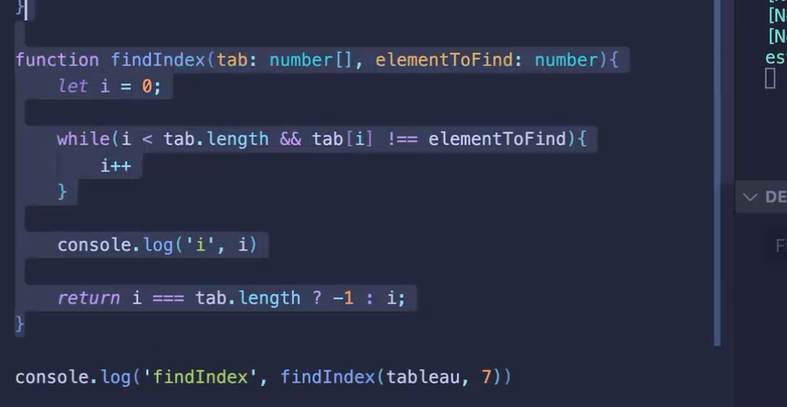 }
function findIndex(tab: number[], elementToFind: number){
let i = 0;
while(i < tab.length && tab[i] !== elementToFind){
i++
}
console.log('i', i)
return i === tab.length ? -1 : i;
}
console.log('findIndex', findIndex(tableau, 7))
[N
[N
es
DE
F